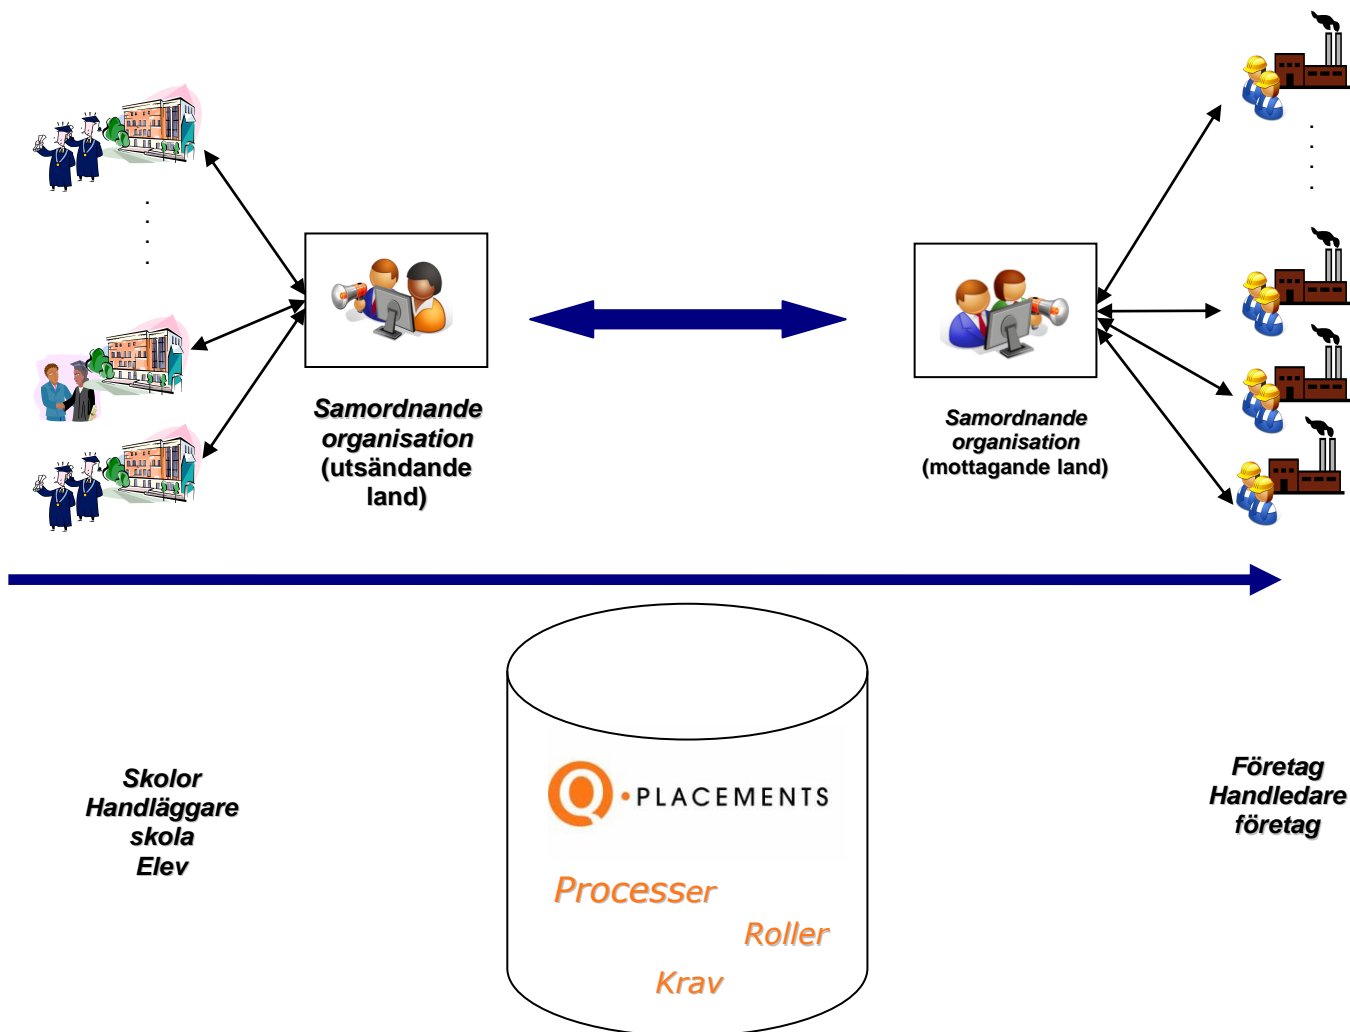 Samordnande
organisation
(utsändande
land)
Samordnande
organisation
(mottagande land)
Skolor
Handläggare
skola
Elev
Q·PLACEMENTS
Processer
Roller
Krav
Företag
Handledare
företag